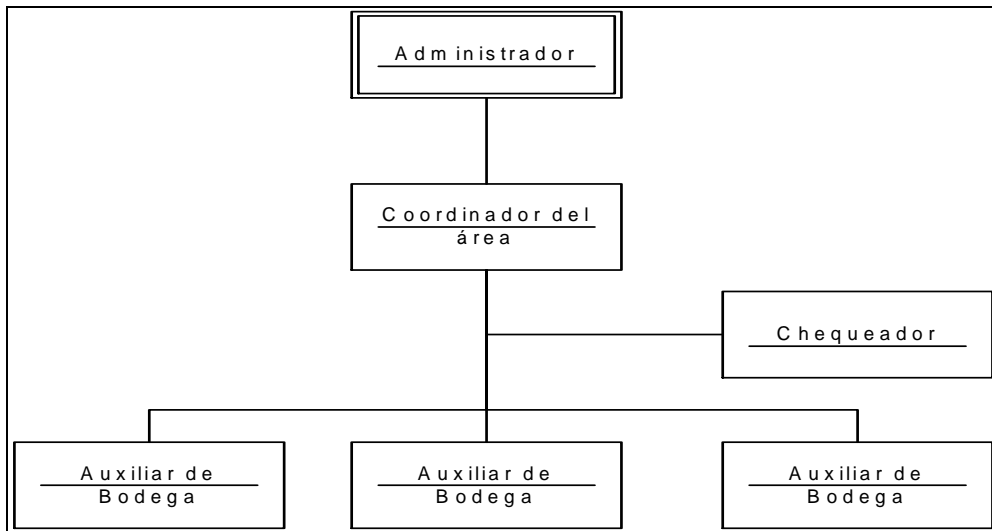 Administrador
Coordinador del
área
Chequeador
Auxiliar de
Bodega
Auxiliar de
Bodega
Auxiliar de
Bodega